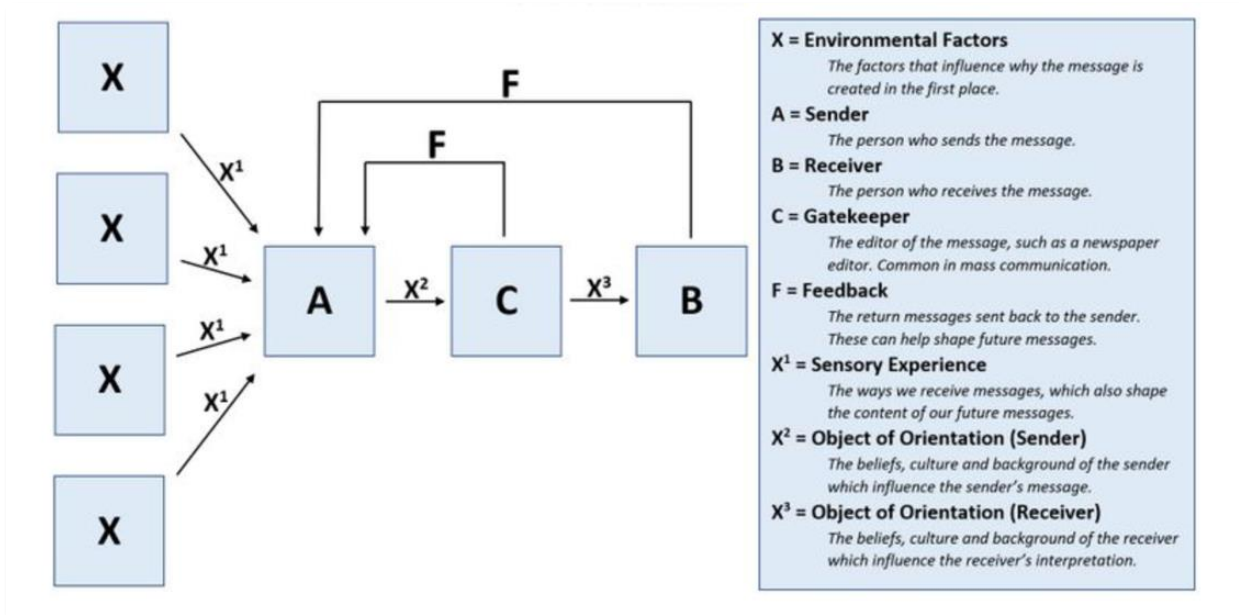 X
X
X
X
X¹
X¹
X¹
X¹
F
F
A
X²
C
X³
B
X = Environmental Factors
The factors that influence why the message is
created in the first place.
A = Sender
The person who sends the message.
B = Receiver
The person who receives the message.
C = Gatekeeper
The editor of the message, such as a newspaper
editor. Common in mass communication.
F = Feedback
The return messages sent back to the sender.
These can help shape future messages.
X¹ = Sensory Experience
The ways we receive messages, which also shape
the content of our future messages.
X² = Object of Orientation (Sender)
The beliefs, culture and background of the sender
which influence the sender's message.
X³ = Object of Orientation (Receiver)
The beliefs, culture and background of the receiver
which influence the receiver's interpretation.